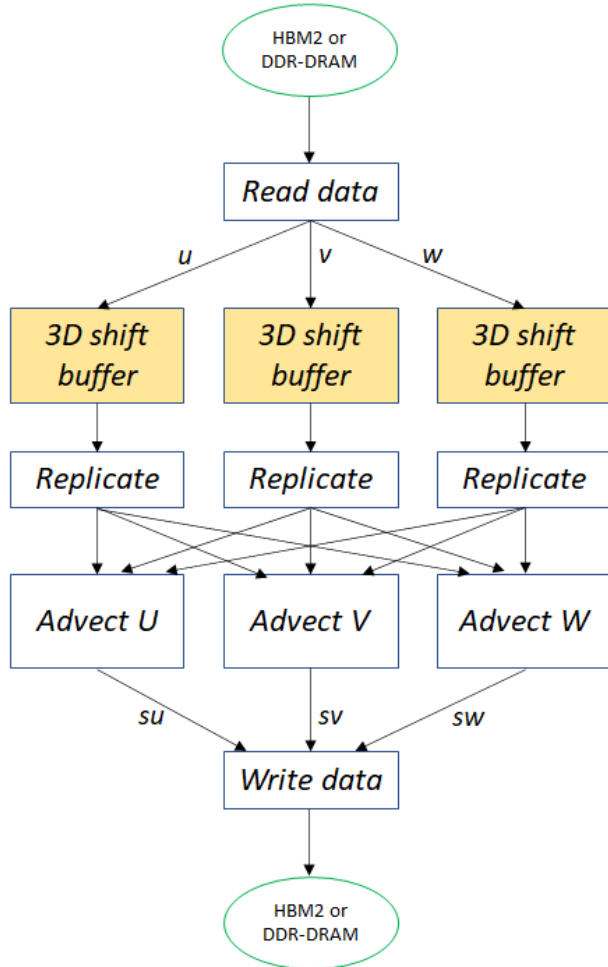 HBM2 or
DDR-DRAM
Read data
u
v
w
3D shift
buffer
3D shift
buffer
3D shift
buffer
Replicate
Replicate
Replicate
Advect U
Advect V
Advect W
su
sv
sw
Write data
HBM2 or
DDR-DRAM